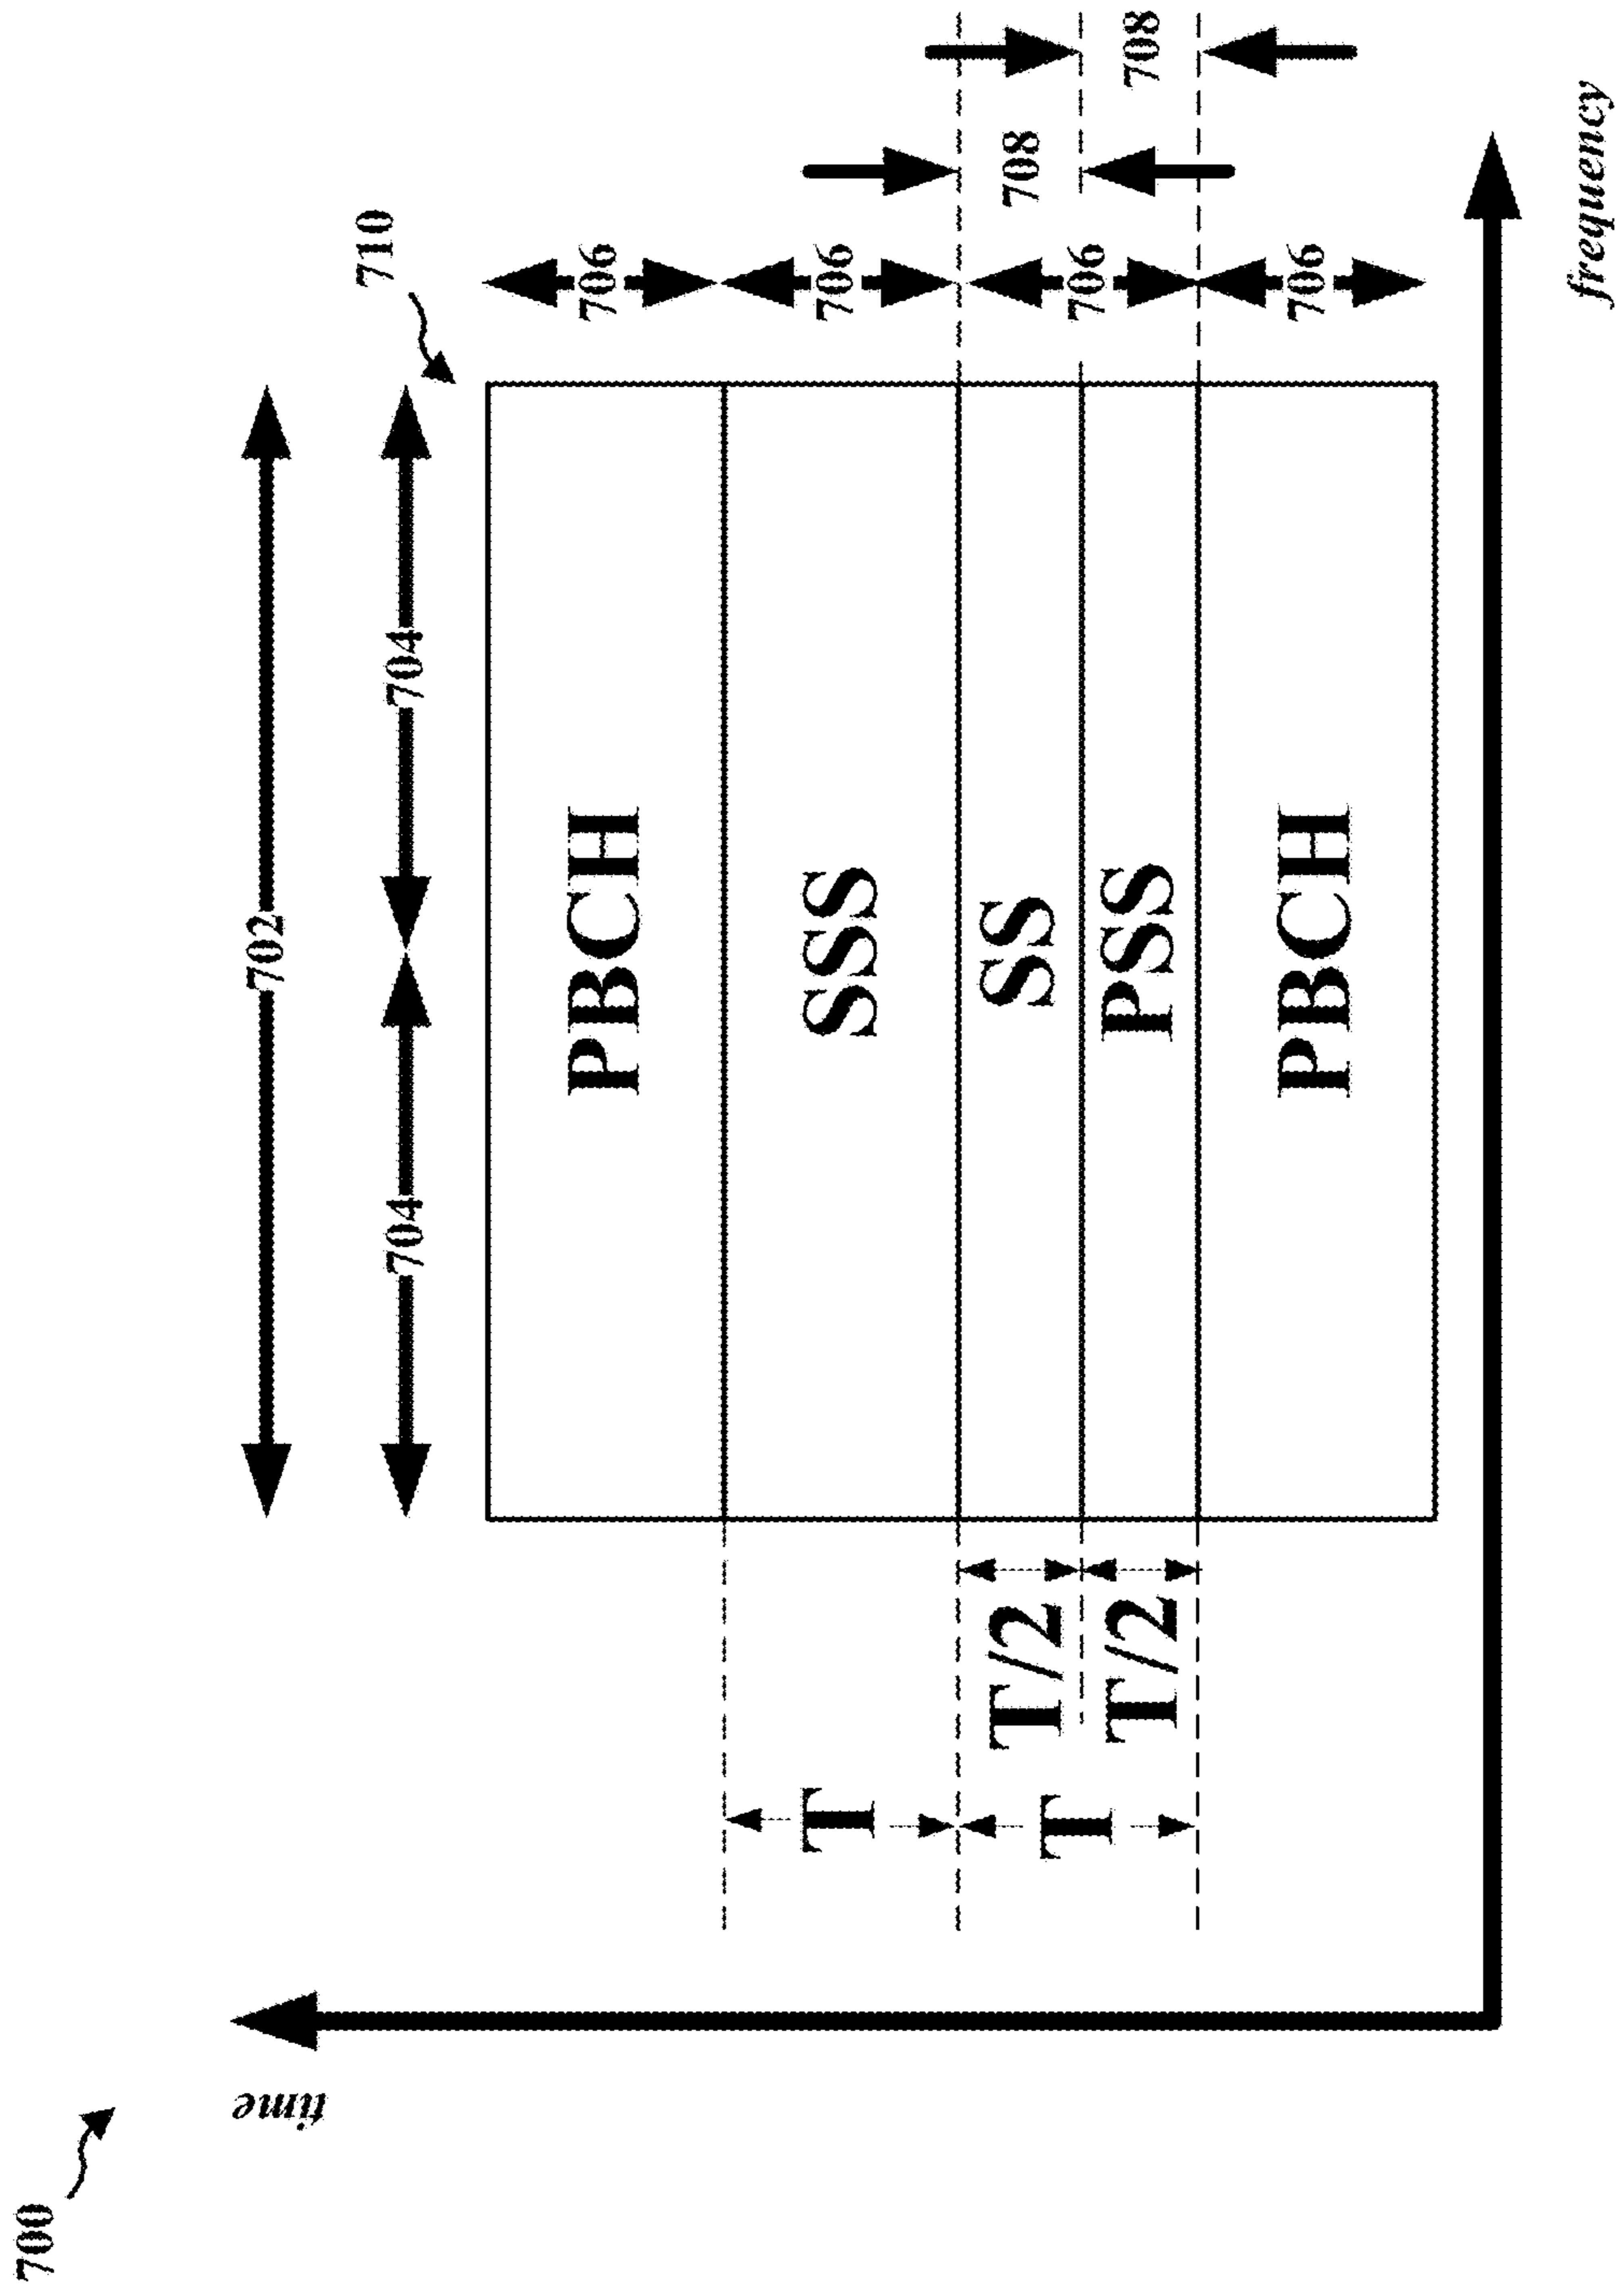 700
time
702
710
704
704
PBCH
706
T
SSS
706
T/2
SS
708
T
706
T/2
PSS
708
PBCH
706
frequency